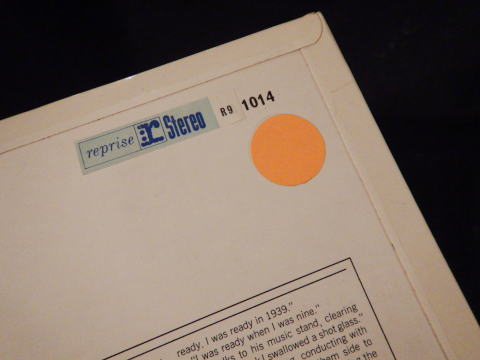 reprise r Stereo R9 1014
ready. I was ready in 1939."
"I was ready when I was nine."
to his music stand, clearing
I swallowed a shot glass."
conducting with
side to
the